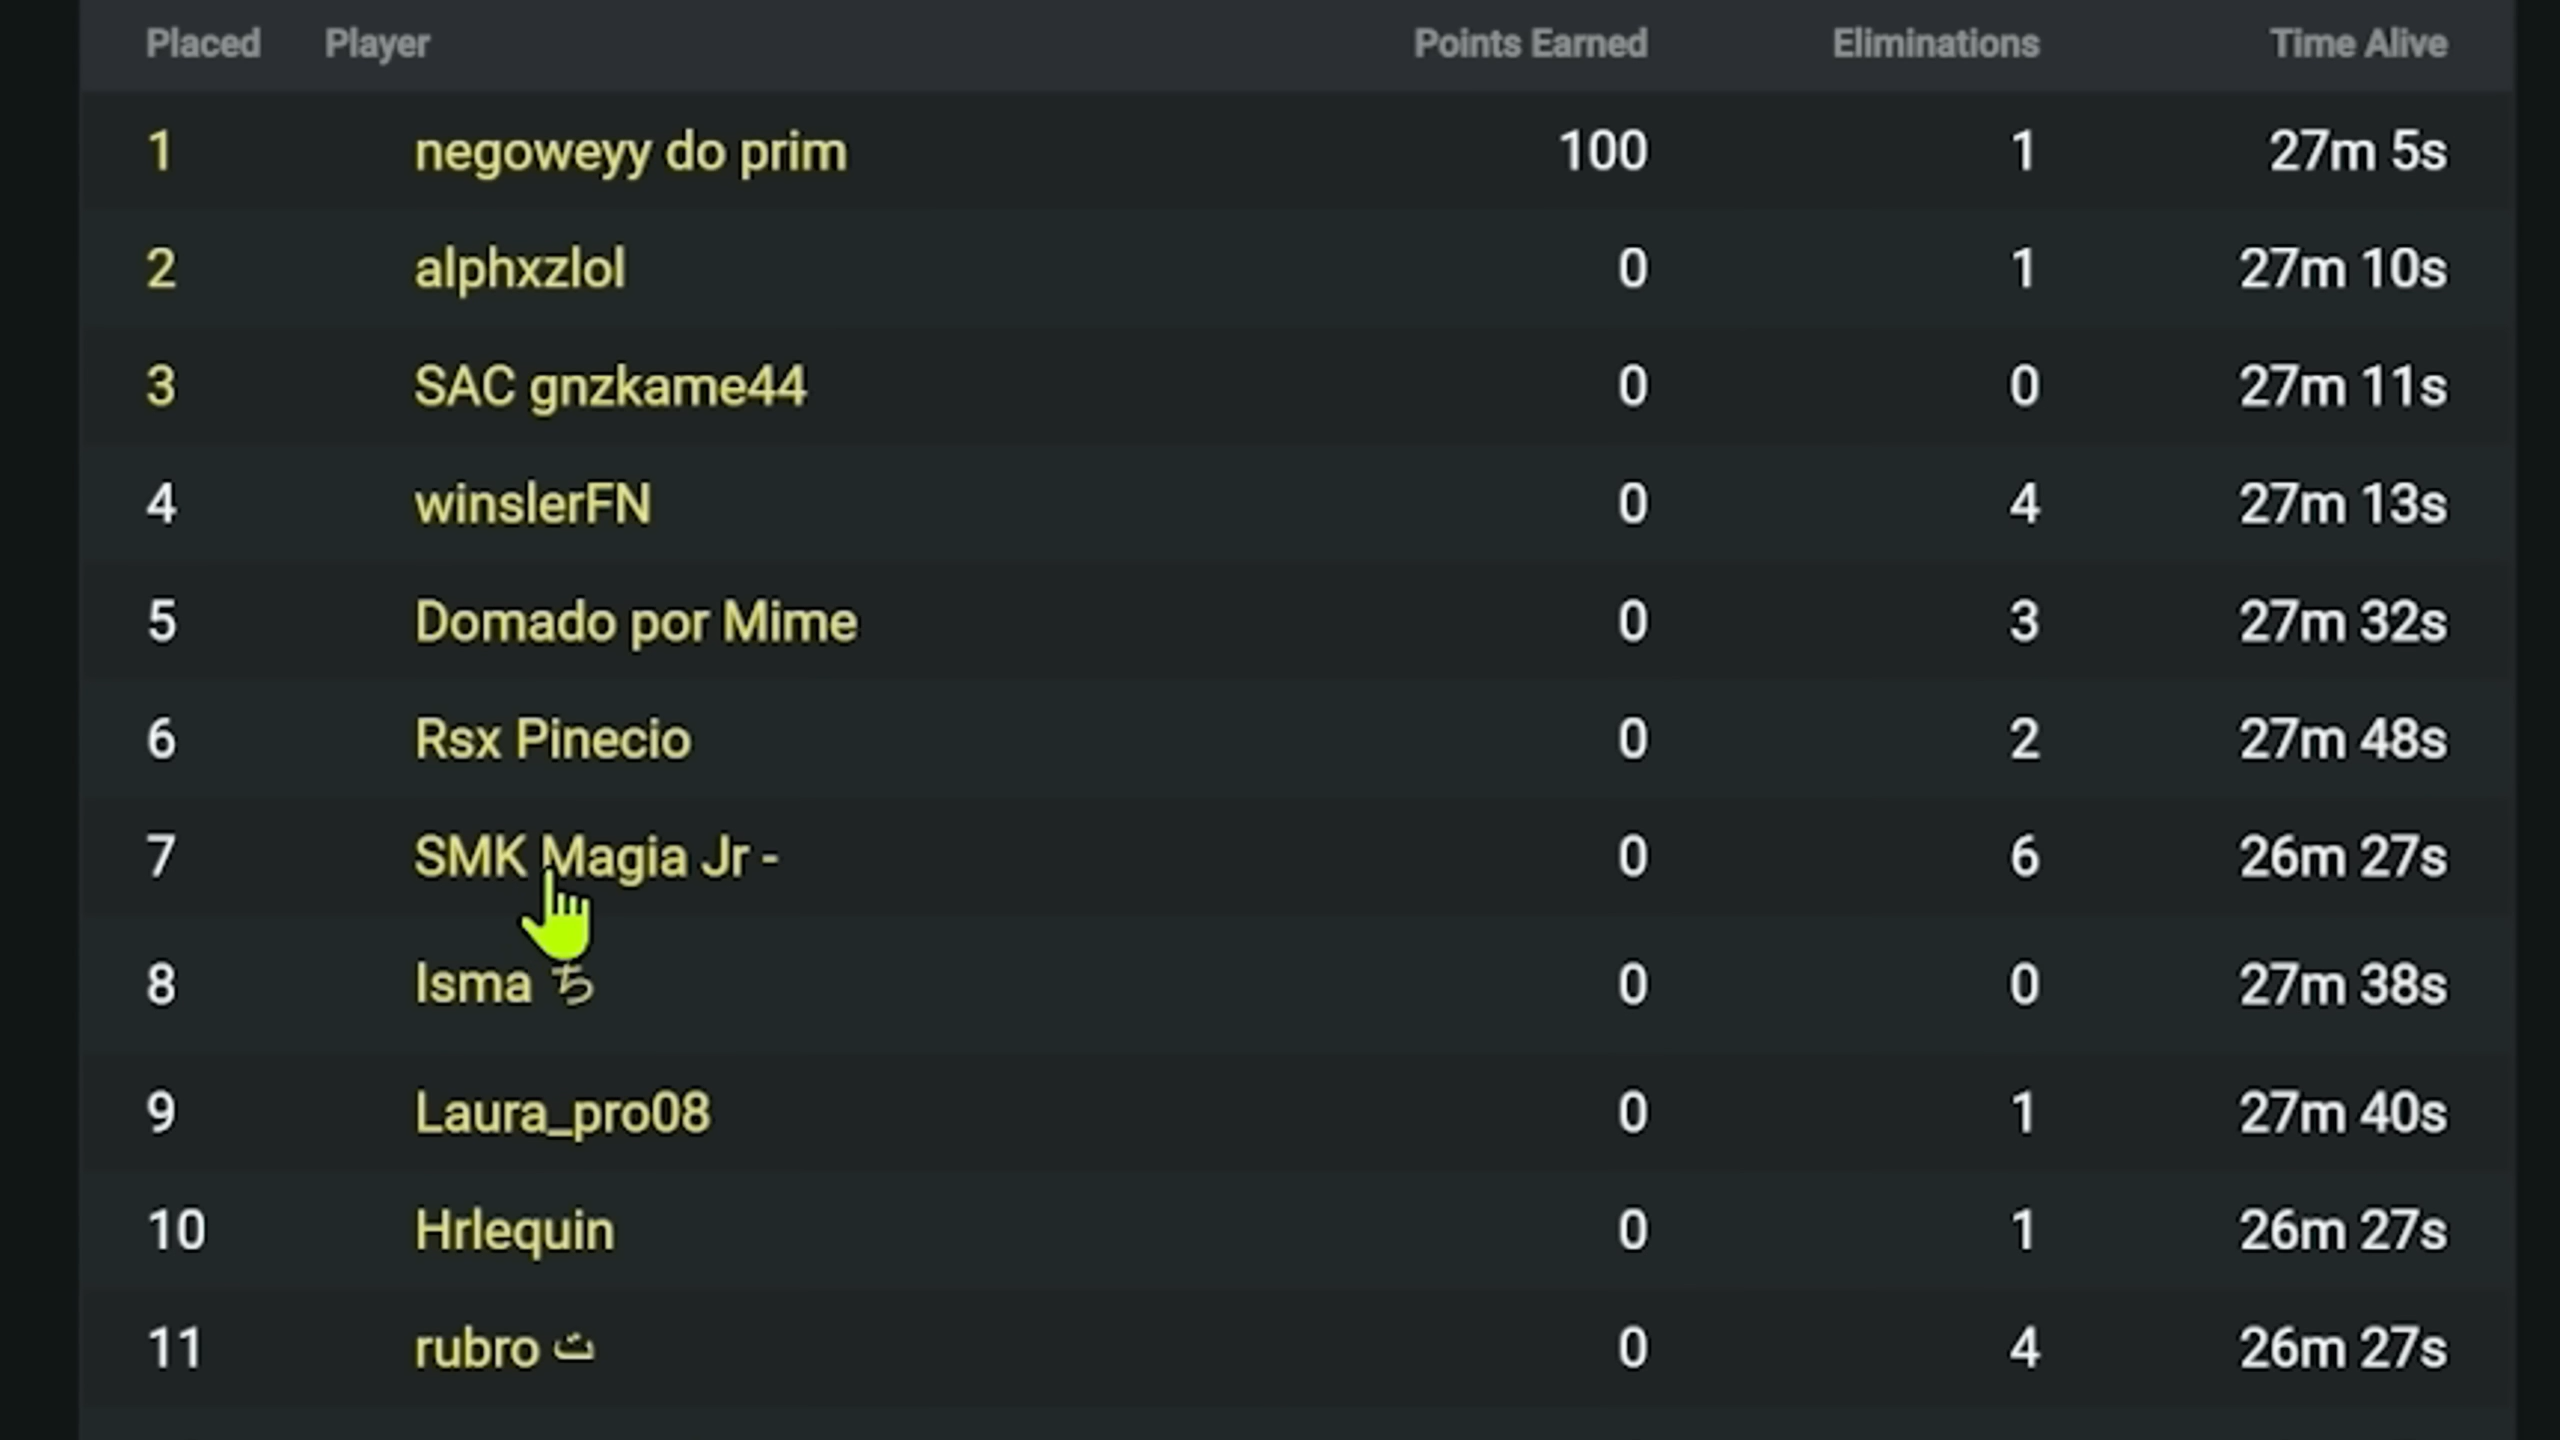 Placed Player Points Earned Eliminations Time Alive
1 negoweyy do prim 100 1 27m 5s
2 alphxzlol 0 1 27m 10s
3 SAC gnzkame44 0 0 27m 11s
4 winslerFN 0 4 27m 13s
5 Domado por Mime 0 3 27m 32s
6 Rsx Pinecio 0 2 27m 48s
7 SMK Magia Jr - 0 6 26m 27s
8 Isma ち 0 0 27m 38s
9 Laura_pro08 0 1 27m 40s
10 Hrlequin 0 1 26m 27s
11 rubro ت 0 4 26m 27s